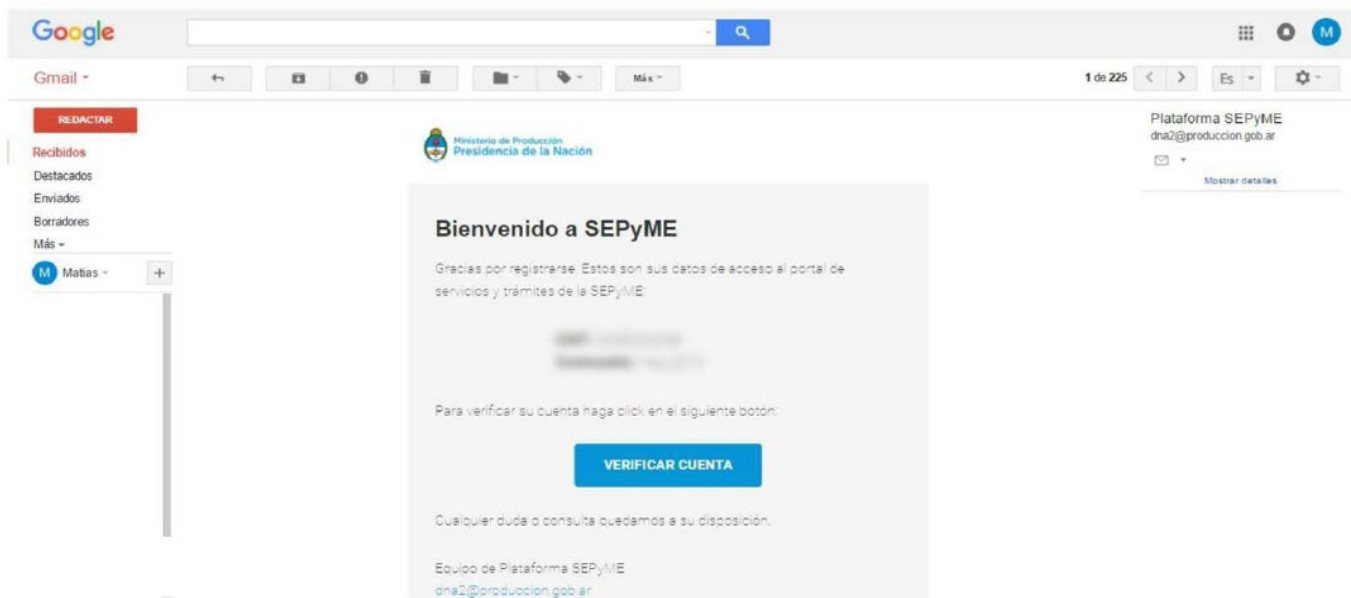 Google
M
Gmail
Más
1 de 225
Es
REDACTAR
Recibidos
Destacados
Enviados
Borradores
Más
M Matias
+
Ministerio de Producción
Presidencia de la Nación
Bienvenido a SEPyME
Gracias por registrarse. Estos son sus datos de acceso al portal de
servicios y trámites de la SEPyME:
Para verificar su cuenta haga click en el siguiente botón:
VERIFICAR CUENTA
Cualquier duda o consulta quedamos a su disposición.
Equipo de Plataforma SEPyME
dna2@produccion.gob.ar
Plataforma SEPyME
dna2@produccion.gob.ar
Mostrar detalles